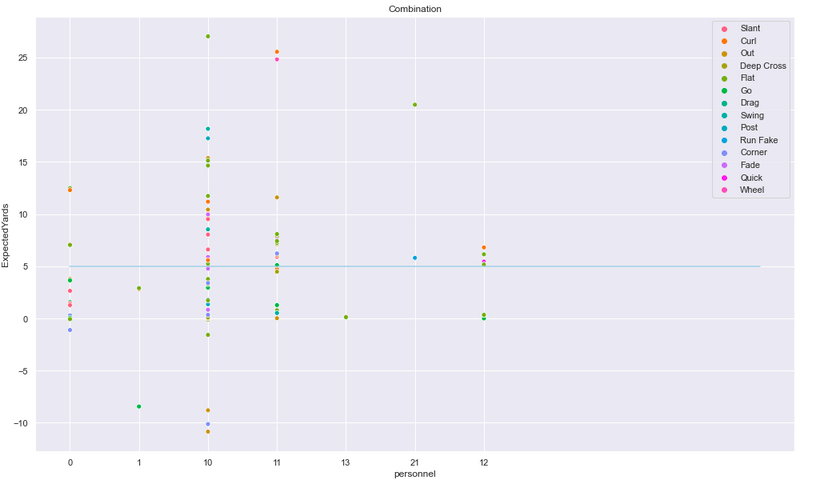 Combination
ExpectedYards
25
20
15
10
5
0
−5
−10
0 1 10 11 13 21 12
personnel
Slant
Curl
Out
Deep Cross
Flat
Go
Drag
Swing
Post
Run Fake
Corner
Fade
Quick
Wheel